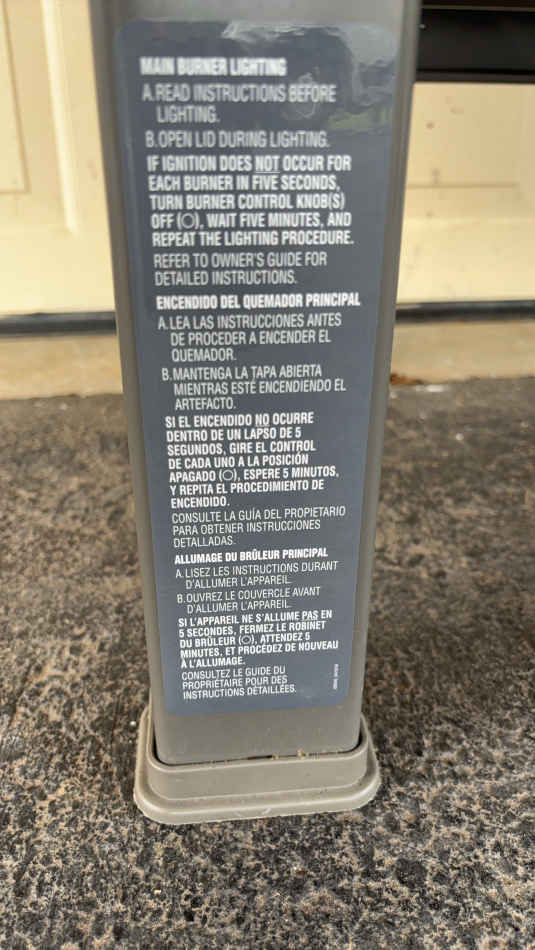 MAIN BURNER LIGHTING
A.READ INSTRUCTIONS BEFORE
LIGHTING.
B.OPEN LID DURING LIGHTING.
IF IGNITION DOES NOT OCCUR FOR
EACH BURNER IN FIVE SECONDS,
TURN BURNER CONTROL KNOB(S)
OFF (O), WAIT FIVE MINUTES, AND
REPEAT THE LIGHTING PROCEDURE.
REFER TO OWNER'S GUIDE FOR
DETAILED INSTRUCTIONS.
ENCENDIDO DEL QUEMADOR PRINCIPAL
A.LEA LAS INSTRUCCIONES ANTES
DE PROCEDER A ENCENDER EL
QUEMADOR.
B.MANTENGA LA TAPA ABIERTA
MIENTRAS ESTÉ ENCENDIENDO EL
ARTEFACTO.
SI EL ENCENDIDO NO OCURRE
DENTRO DE UN LAPSO DE 5
SEGUNDOS, GIRE EL CONTROL
DE CADA UNO A LA POSICIÓN
APAGADO (O), ESPERE 5 MINUTOS,
Y REPITA EL PROCEDIMIENTO DE
ENCENDIDO.
CONSULTE LA GUÍA DEL PROPIETARIO
PARA OBTENER INSTRUCCIONES
DETALLADAS.
ALLUMAGE DU BRÛLEUR PRINCIPAL
A.LISEZ LES INSTRUCTIONS DURANT
D'ALLUMER L'APPAREIL.
B.OUVREZ LE COUVERCLE AVANT
D'ALLUMER L'APPAREIL.
SI L'APPAREIL NE S'ALLUME PAS EN
5 SECONDES, FERMEZ LE ROBINET
DU BRÛLEUR (O), ATTENDEZ 5
MINUTES, ET PROCÉDEZ DE NOUVEAU
À L'ALLUMAGE.
CONSULTEZ LE GUIDE DU
PROPRIÉTAIRE POUR DES
INSTRUCTIONS DÉTAILLÉES.